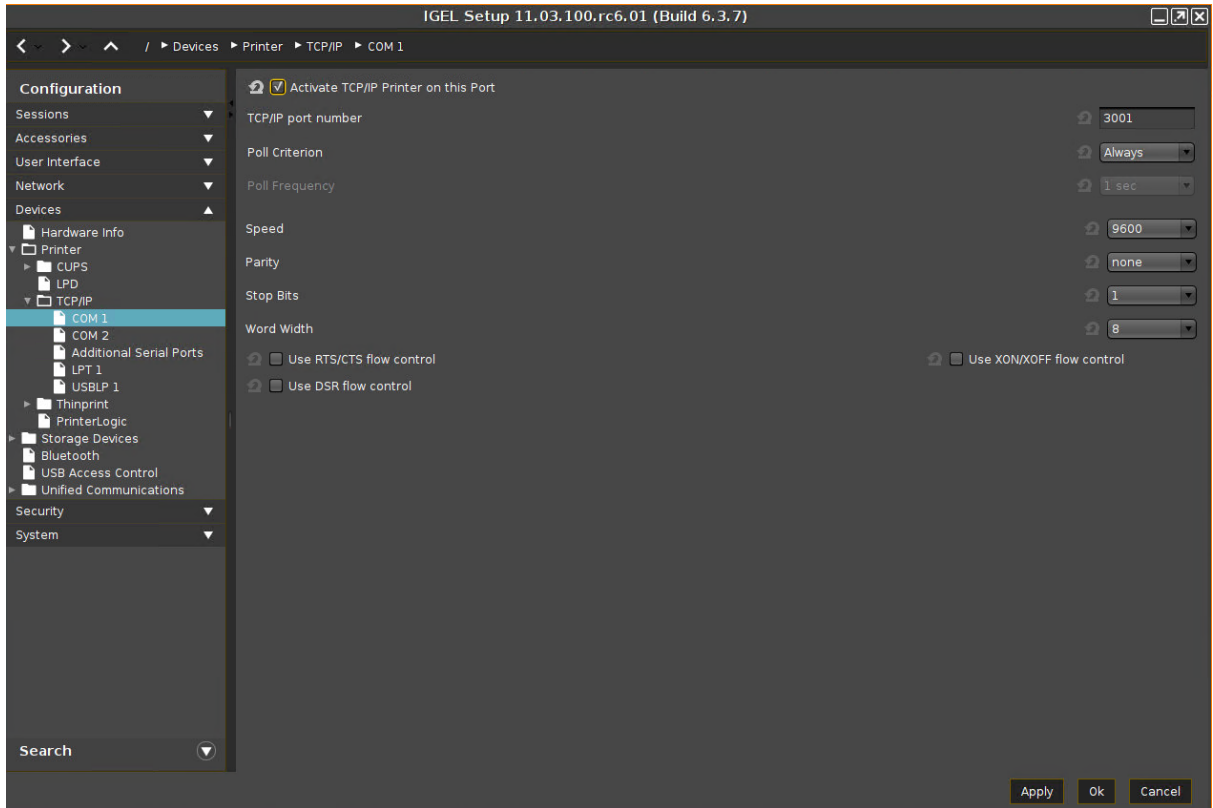 IGEL Setup 11.03.100.rc6.01 (Build 6.3.7)
/ Devices Printer TCP/IP COM 1
Configuration
Sessions
Accessories
User Interface
Network
Devices
Hardware Info
Printer
CUPS
LPD
TCP/IP
COM 1
COM 2
Additional Serial Ports
LPT 1
USBLP 1
Thinprint
PrinterLogic
Storage Devices
Bluetooth
USB Access Control
Unified Communications
Security
System
Search
Activate TCP/IP Printer on this Port
TCP/IP port number 3001
Poll Criterion Always
Poll Frequency 1 sec
Speed 9600
Parity none
Stop Bits 1
Word Width 8
Use RTS/CTS flow control Use XON/XOFF flow control
Use DSR flow control
Apply Ok Cancel